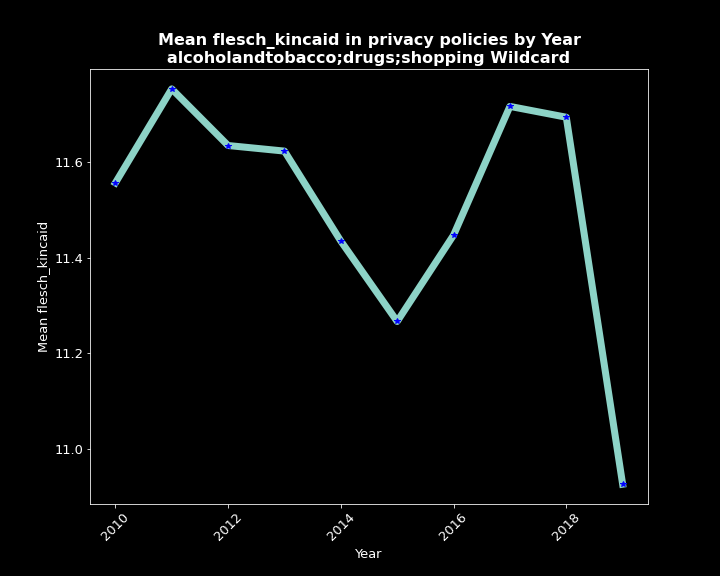 Mean flesch_kincaid in privacy policies by Year
alcoholandtobacco;drugs;shopping Wildcard
11.6
11.4
11.2
11.0
Mean flesch_kincaid
2010
2012
2014
2016
2018
Year